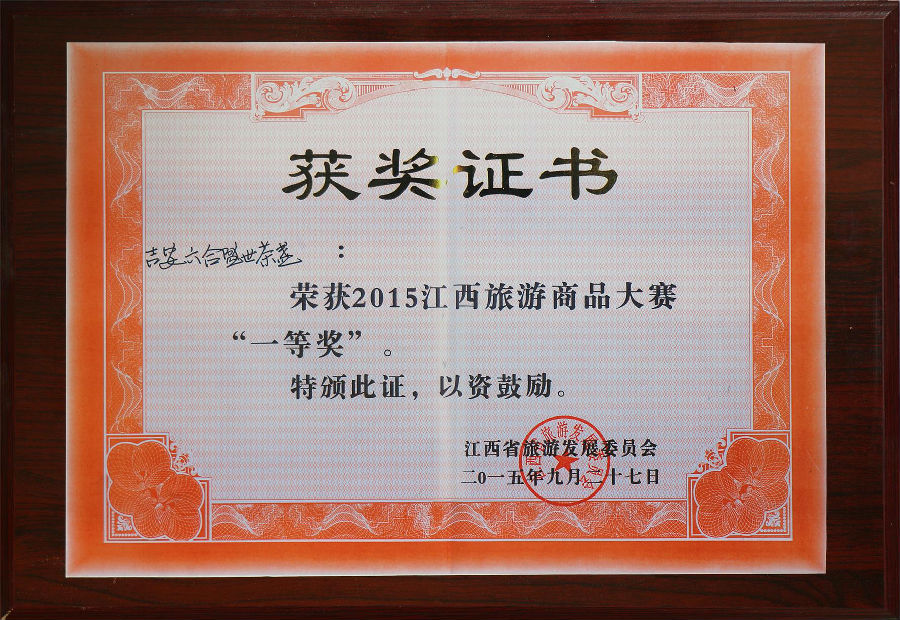 获奖证书
吉安六合盛世茶盏：
荣获2015江西旅游商品大赛
“一等奖”。
特颁此证，以资鼓励。
江西省旅游发展委员会
二0一五年九月二十七日